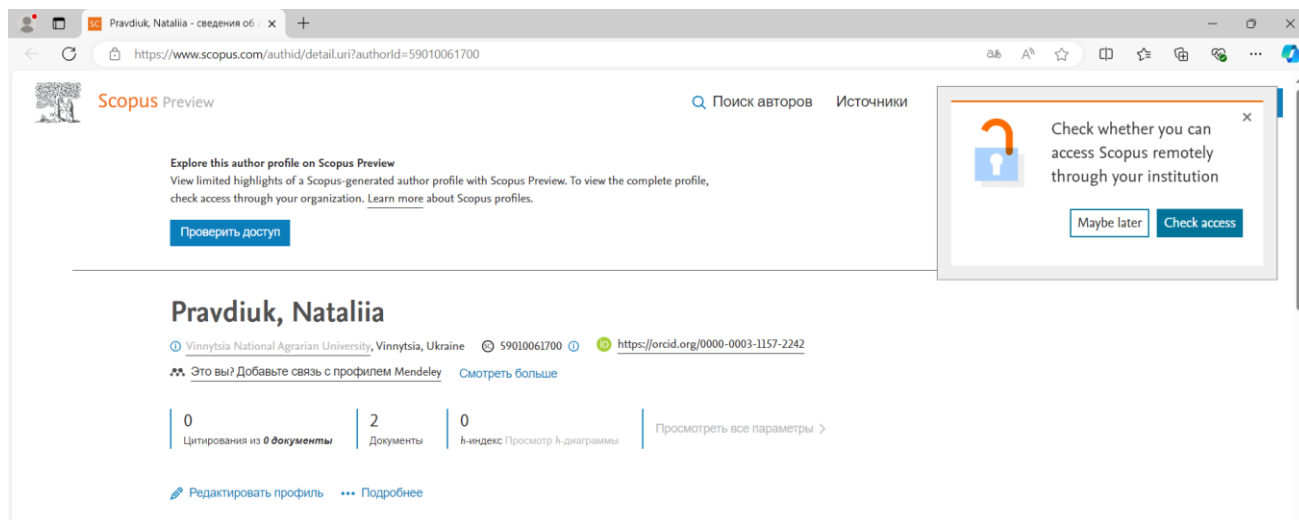 Pravdiuk, Nataliia - сведения об
https://www.scopus.com/authid/detail.uri?authorId=59010061700
Scopus Preview
Поиск авторов Источники
Check whether you can
access Scopus remotely
through your institution
Maybe later Check access
Explore this author profile on Scopus Preview
View limited highlights of a Scopus-generated author profile with Scopus Preview. To view the complete profile,
check access through your organization. Learn more about Scopus profiles.
Проверить доступ
Pravdiuk, Nataliia
Vinnytsia National Agrarian University, Vinnytsia, Ukraine SC 59010061700 iD https://orcid.org/0000-0003-1157-2242
Это вы? Добавьте связь с профилем Mendeley Смотреть больше
0 2 0
Цитирования из 0 документы Документы h-индекс Просмотр h-диаграммы
Просмотреть все параметры
Редактировать профиль Подробнее